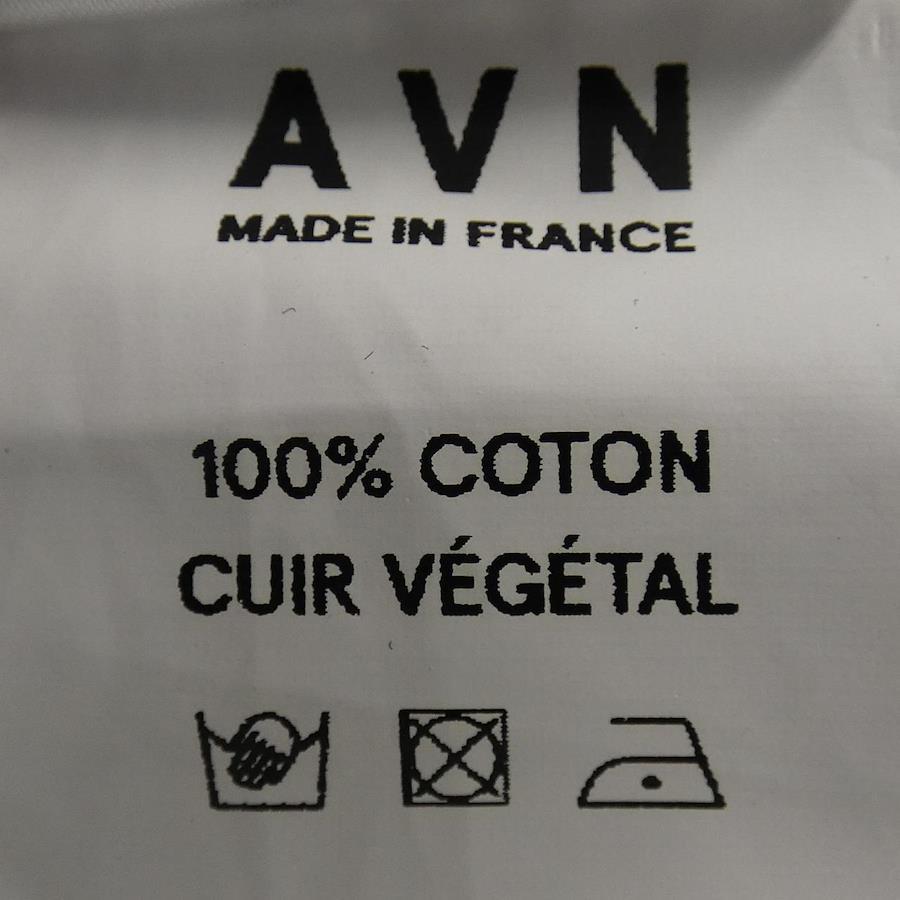 AVN
MADE IN FRANCE
100% COTON
CUIR VÉGÉTAL